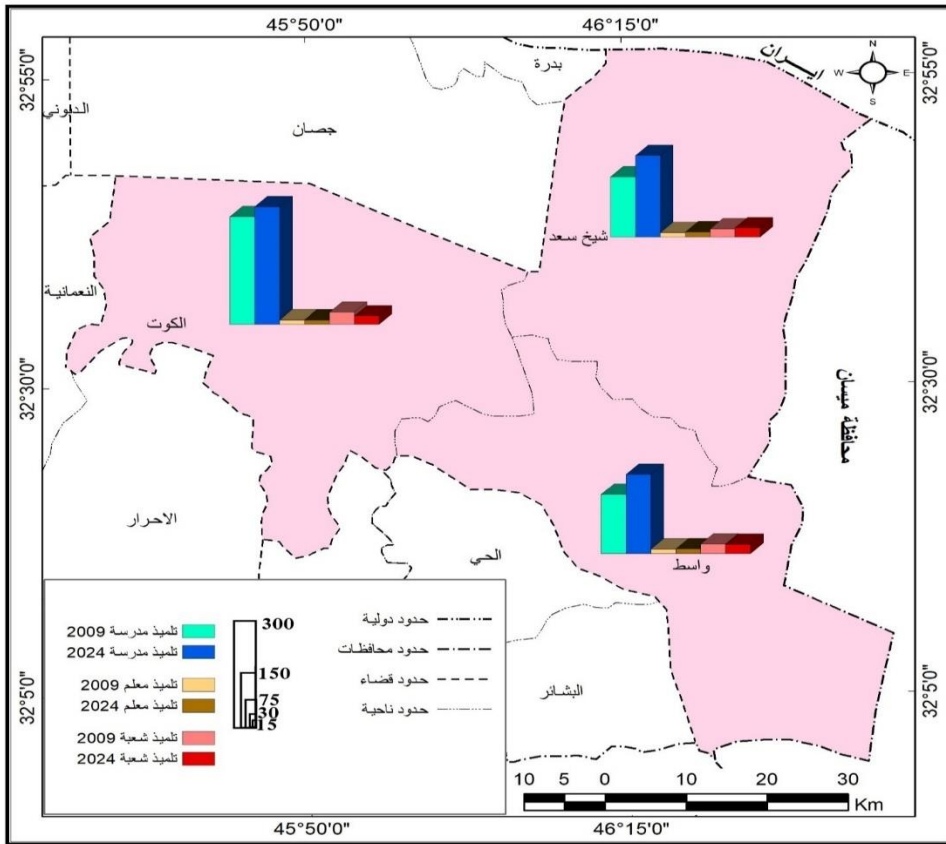 45°50'0"
46°15'0"
32°55'0"
32°55'0"
بدرة
ايـــران
N
W
E
S
جصـان
شيخ سعد
النعمانية
الكوت
32°30'0"
32°30'0"
محافظة ميسان
الاحرار
الحي
واسط
البشائر
32°5'0"
32°5'0"
تلميذ مدرسة 2009
تلميذ مدرسة 2024
تلميذ معلم 2009
تلميذ معلم 2024
تلميذ شعبة 2009
تلميذ شعبة 2024
300
150
75
30
15
حدود دولية
حدود محافظات
حدود قضاء
حدود ناحية
10 5 0 10 20 30
Km
45°50'0"
46°15'0"